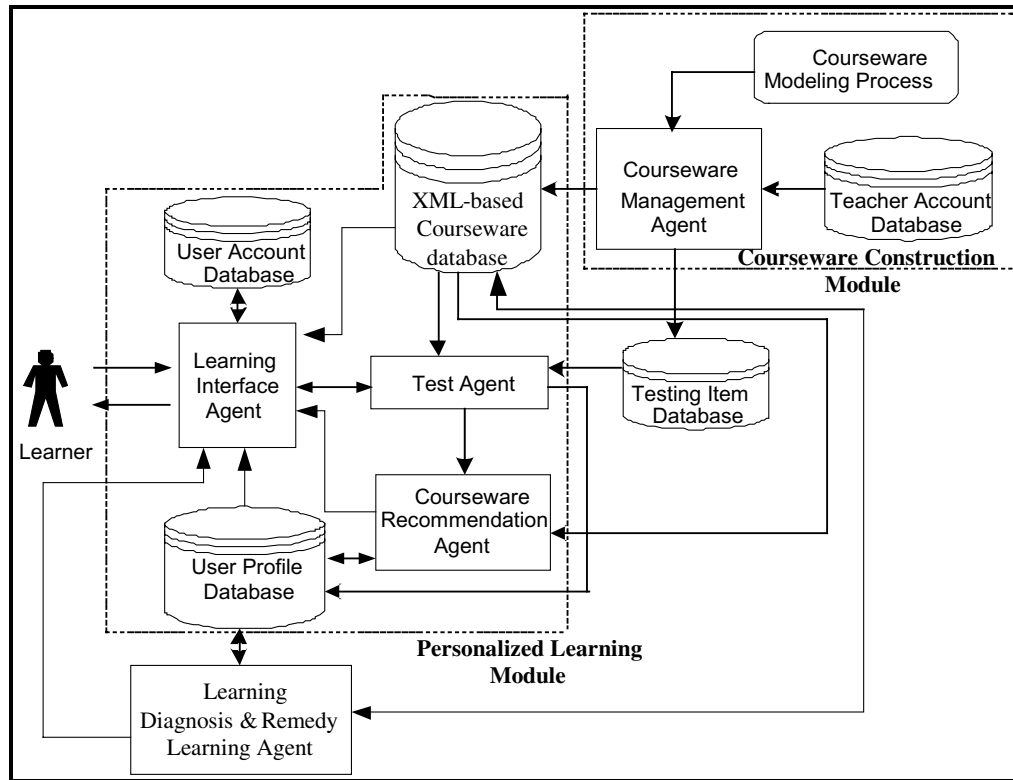 Courseware
Modeling Process
Courseware
Management
Agent
Teacher Account
Database
Courseware Construction
Module
XML-based
Courseware
database
User Account
Database
Learning
Interface
Agent
Test Agent
Testing Item
Database
Learner
Courseware
Recommendation
Agent
User Profile
Database
Personalized Learning
Module
Learning
Diagnosis & Remedy
Learning Agent